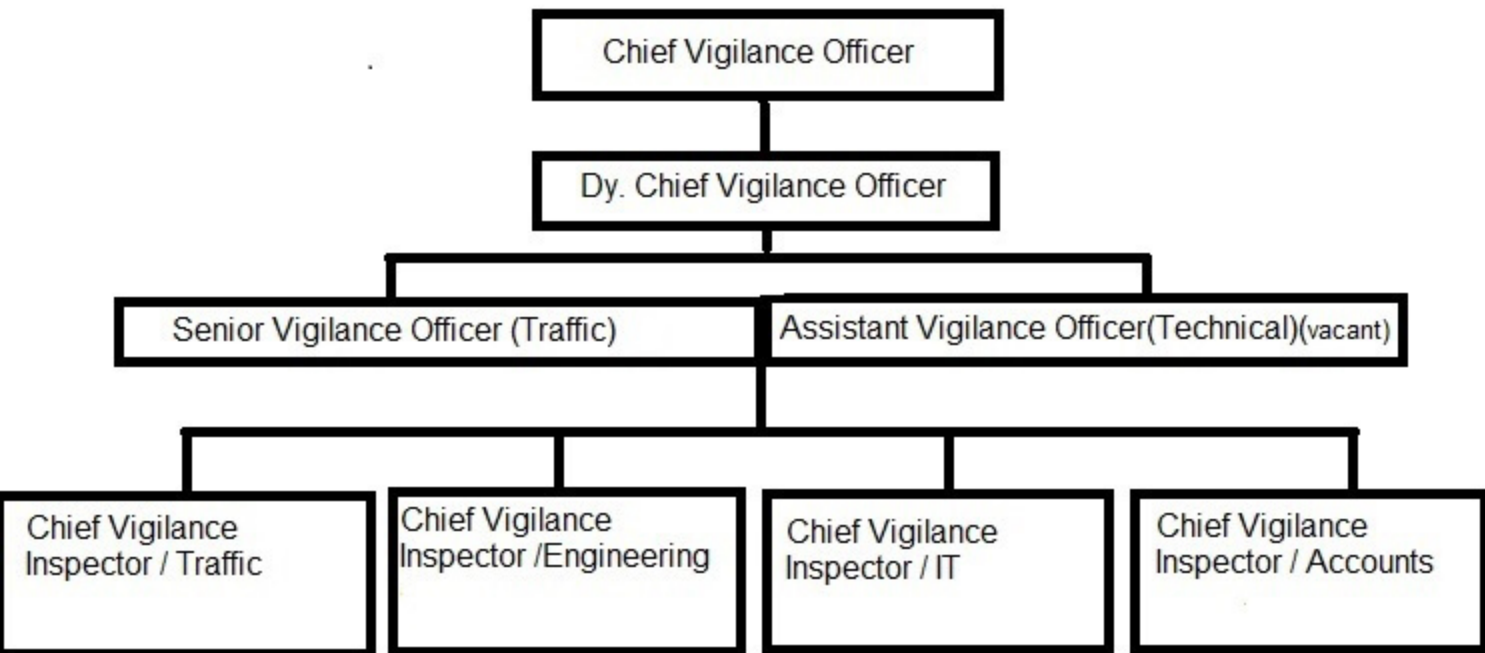 Chief Vigilance Officer
Dy. Chief Vigilance Officer
Senior Vigilance Officer (Traffic)
Assistant Vigilance Officer(Technical)(vacant)
Chief Vigilance
Inspector / Traffic
Chief Vigilance
Inspector /Engineering
Chief Vigilance
Inspector / IT
Chief Vigilance
Inspector / Accounts